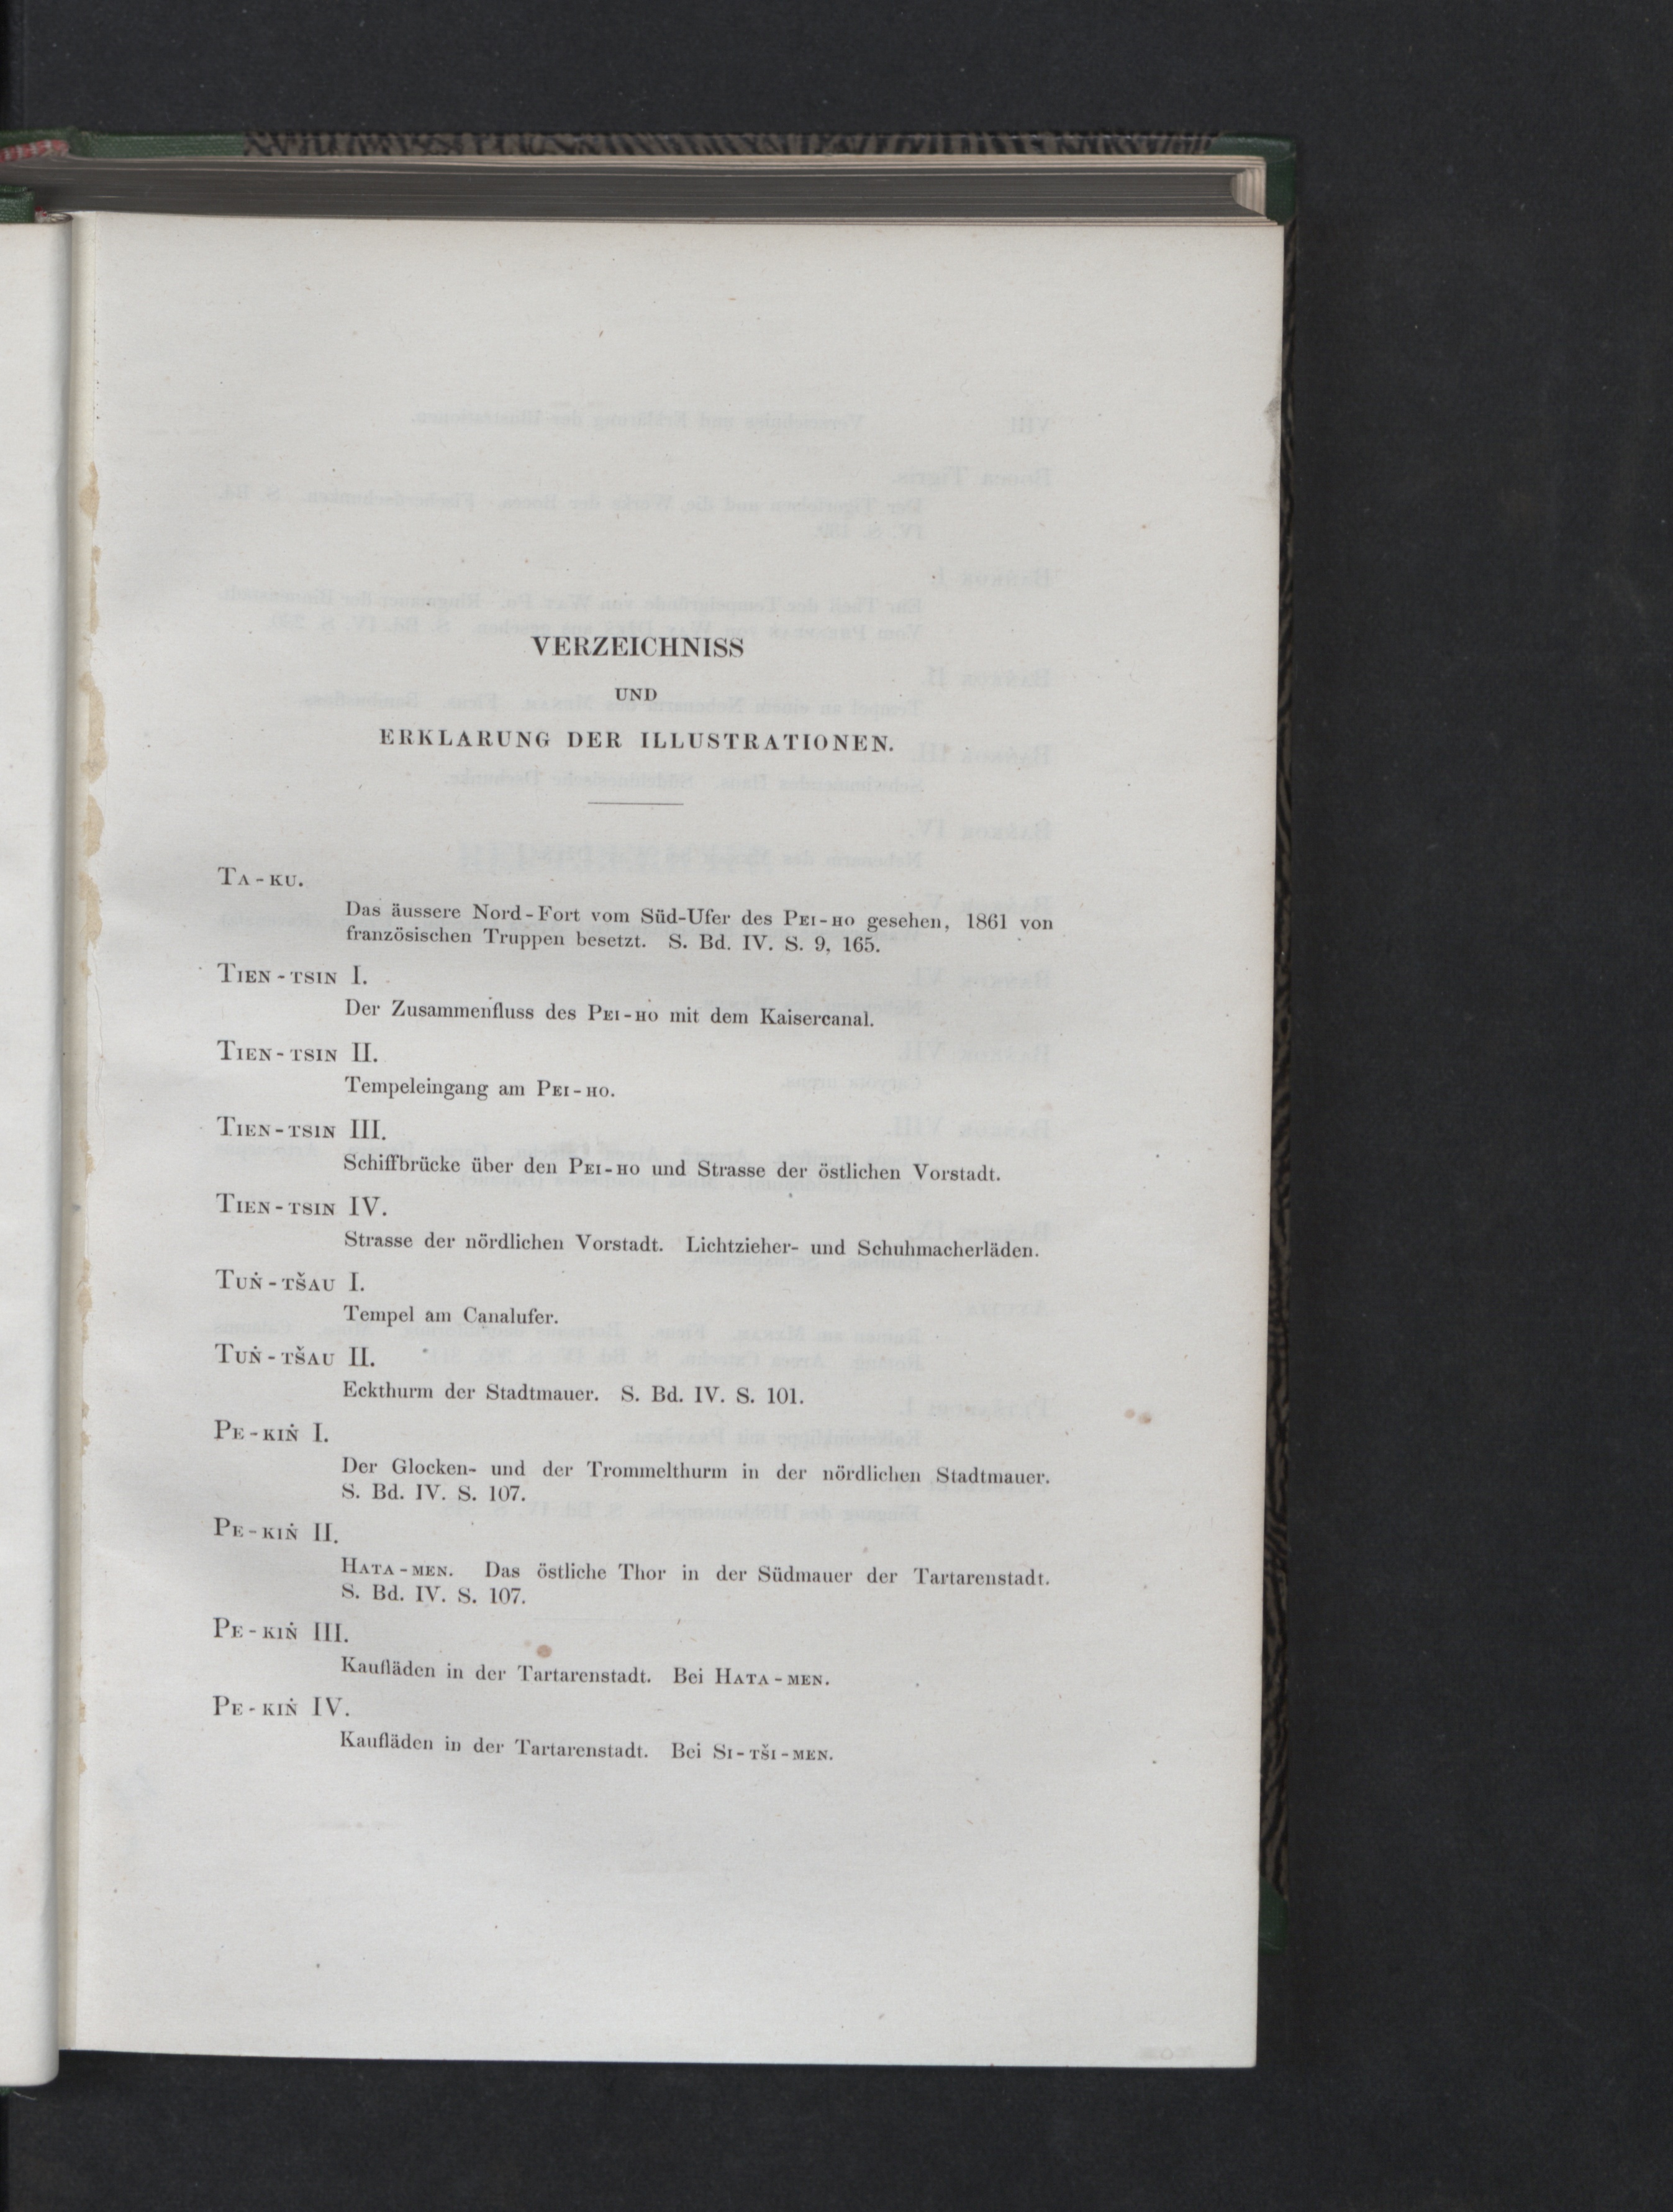 VERZEICHNISS
UND
ERKLARUNG DER ILLUSTRATIONEN.
TA-KU.
Das äussere Nord-Fort vom Süd-Ufer des PEI-HO gesehen, 1861 von
französischen Truppen besetzt. S. Bd. IV. S. 9, 165.
TIEN-TSIN I.
Der Zusammenfluss des PEI-HO mit dem Kaisercanal.
TIEN-TSIN II.
Tempeleingang am PEI-HO.
TIEN-TSIN III.
Schiffbrücke über den PEI-HO und Strasse der östlichen Vorstadt.
TIEN-TSIN IV.
Strasse der nördlichen Vorstadt. Lichtzieher- und Schuhmacherläden.
TUṄ-TŠAU I.
Tempel am Canalufer.
TUṄ-TŠAU II.
Eckthurm der Stadtmauer. S. Bd. IV. S. 101.
PE-KIṄ I.
Der Glocken- und der Trommelthurm in der nördlichen Stadtmauer.
S. Bd. IV. S. 107.
PE-KIṄ II.
HATA-MEN. Das östliche Thor in der Südmauer der Tartarenstadt.
S. Bd. IV. S. 107.
PE-KIṄ III.
Kaufläden in der Tartarenstadt. Bei HATA-MEN.
PE-KIṄ IV.
Kaufläden in der Tartarenstadt. Bei SI-TŠI-MEN.